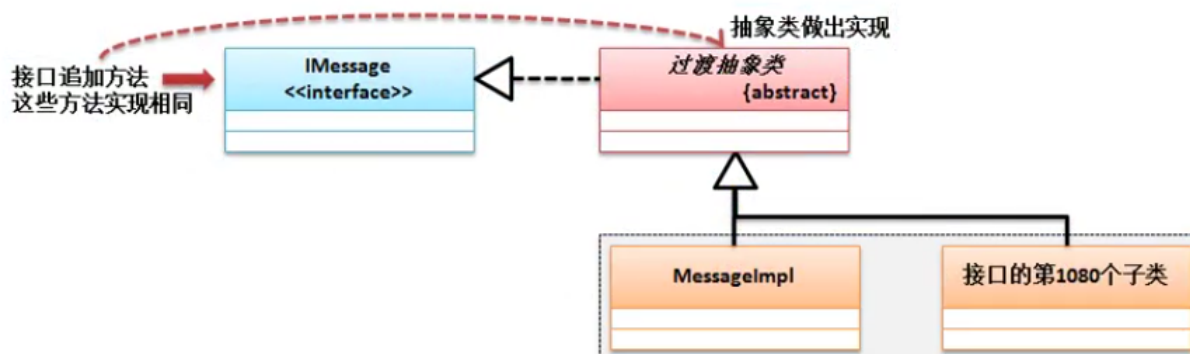 抽象类做出实现
接口追加方法
这些方法实现相同
IMessage
<<interface>>
过渡抽象类
{abstract}
MessageImpl
接口的第1080个子类